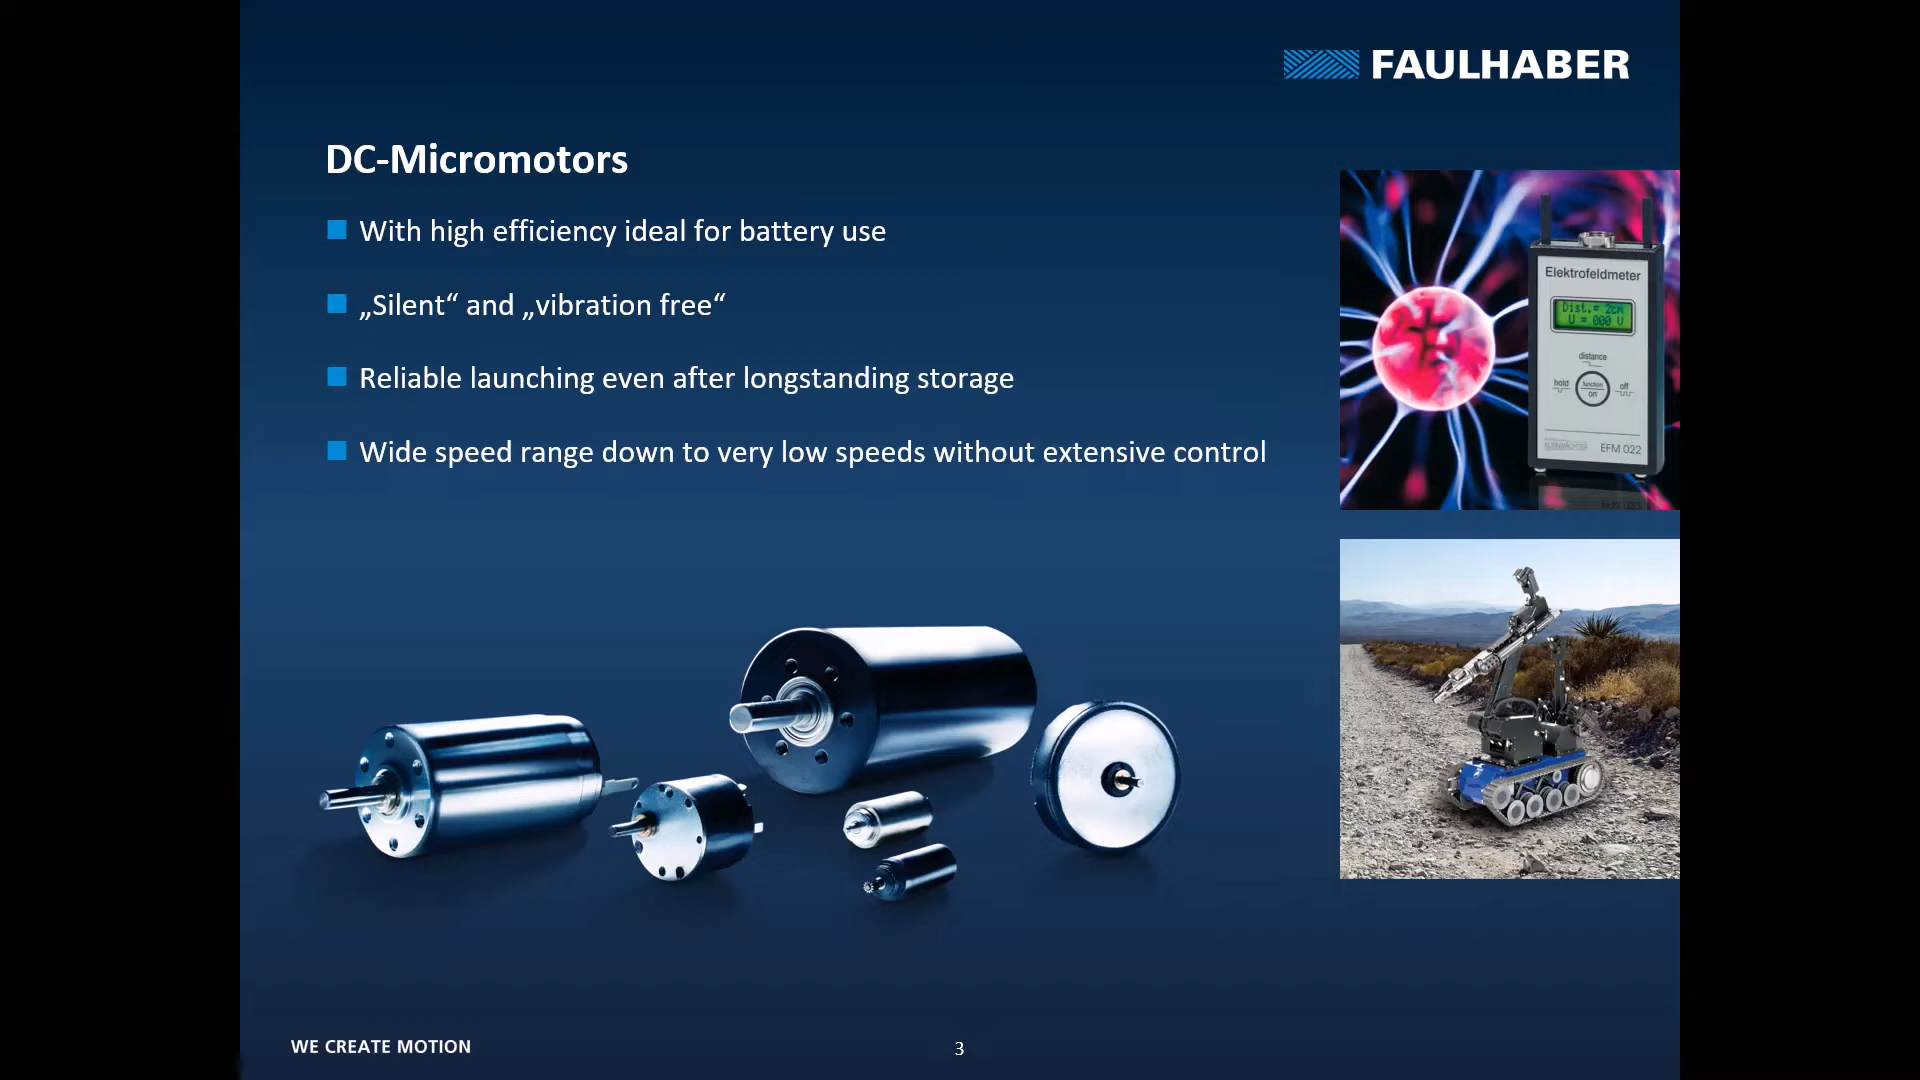 FAULHABER
DC-Micromotors
With high efficiency ideal for battery use
„Silent“ and „vibration free“
Reliable launching even after longstanding storage
Wide speed range down to very low speeds without extensive control
Elektrofeldmeter
Dist.= 2cm
U = 000 V
distance
hold
function
on
off
KLEINWÄCHTER
EFM 022
WE CREATE MOTION
3